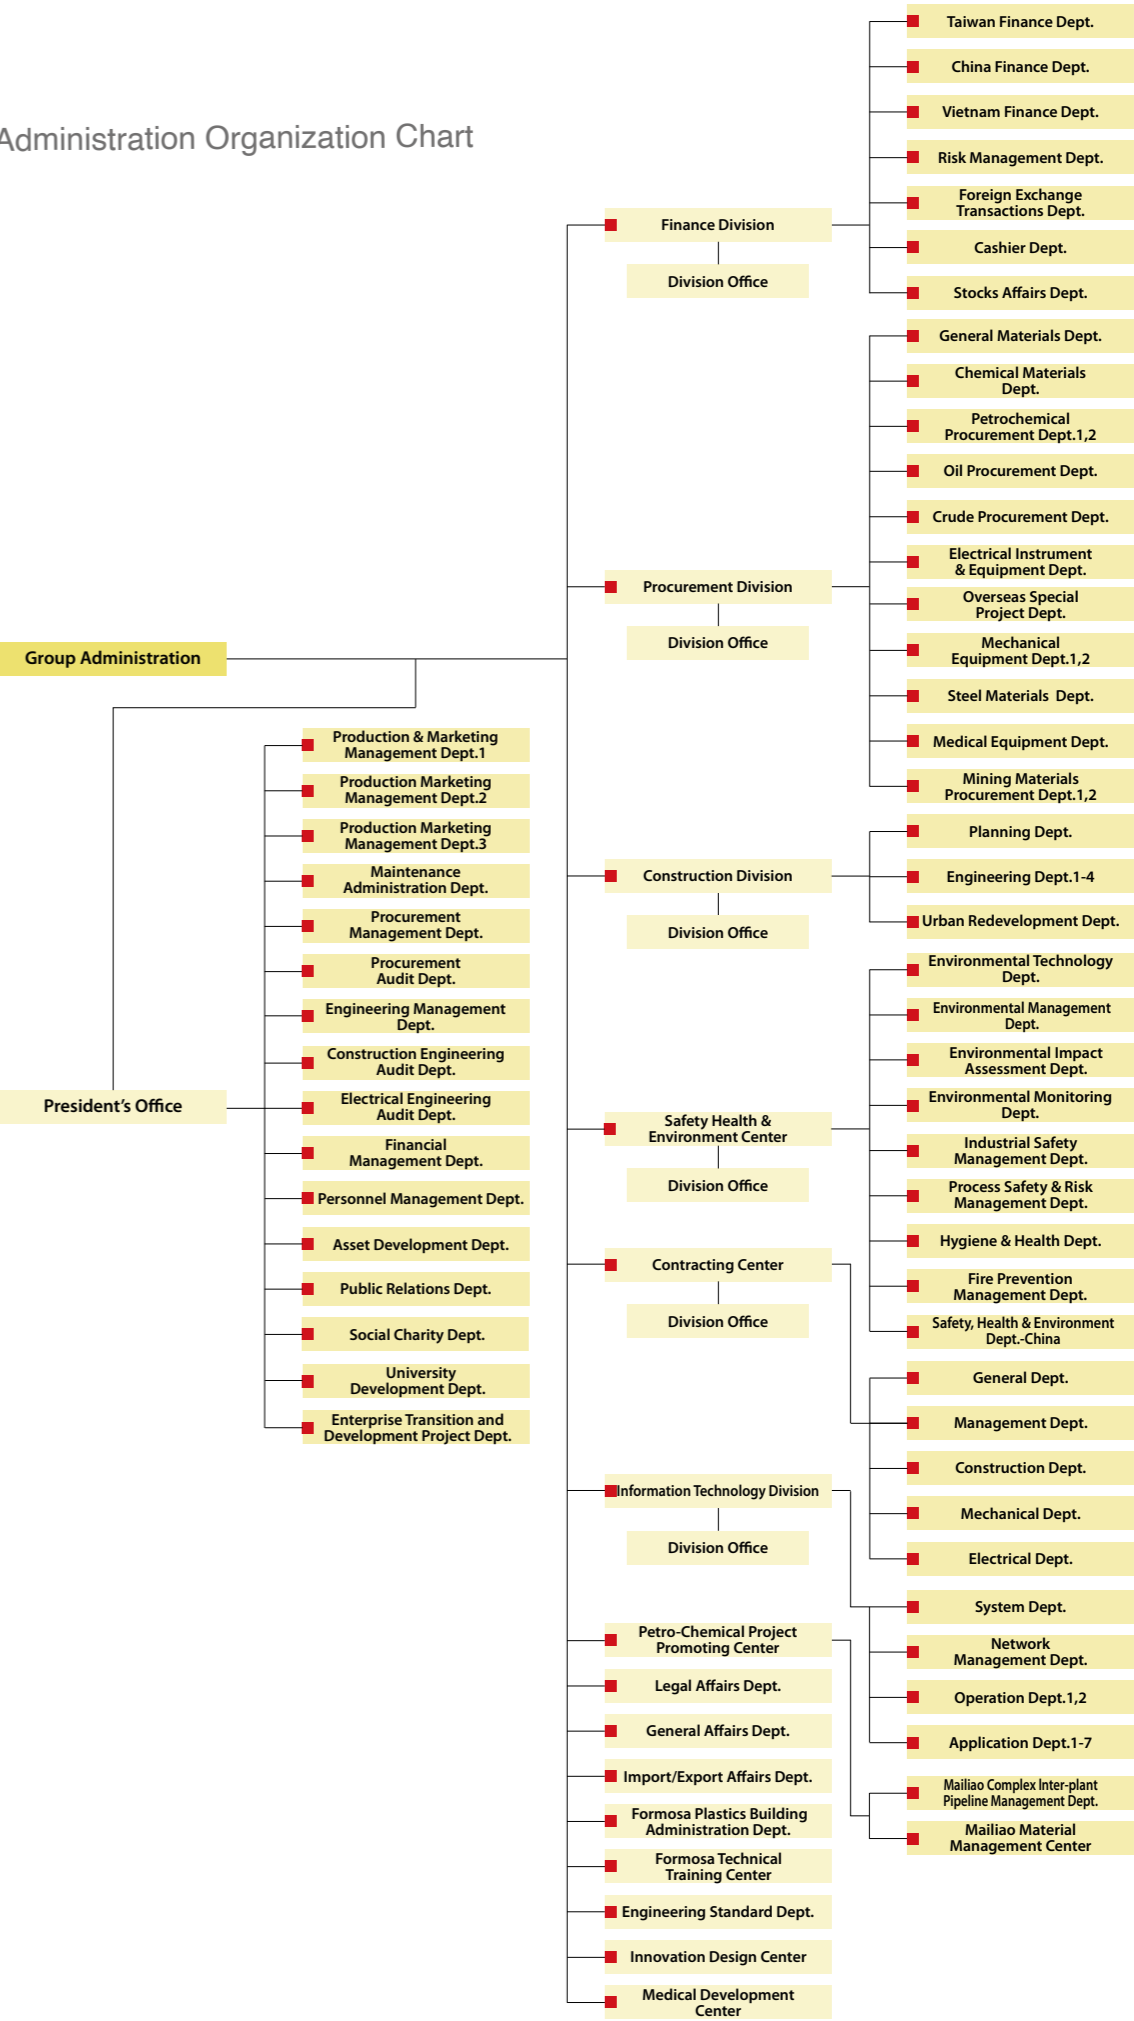 Administration Organization Chart
Group Administration
President's Office
Production & Marketing
Management Dept.1
Production Marketing
Management Dept.2
Production Marketing
Management Dept.3
Maintenance
Administration Dept.
Procurement
Management Dept.
Procurement
Audit Dept.
Engineering Management
Dept.
Construction Engineering
Audit Dept.
Electrical Engineering
Audit Dept.
Financial
Management Dept.
Personnel Management Dept.
Asset Development Dept.
Public Relations Dept.
Social Charity Dept.
University
Development Dept.
Enterprise Transition and
Development Project Dept.
Finance Division
Division Office
Taiwan Finance Dept.
China Finance Dept.
Vietnam Finance Dept.
Risk Management Dept.
Foreign Exchange
Transactions Dept.
Cashier Dept.
Stocks Affairs Dept.
Procurement Division
Division Office
General Materials Dept.
Chemical Materials
Dept.
Petrochemical
Procurement Dept.1,2
Oil Procurement Dept.
Crude Procurement Dept.
Electrical Instrument
& Equipment Dept.
Overseas Special
Project Dept.
Mechanical
Equipment Dept.1,2
Steel Materials  Dept.
Medical Equipment Dept.
Mining Materials
Procurement Dept.1,2
Construction Division
Division Office
Planning Dept.
Engineering Dept.1-4
Urban Redevelopment Dept.
Safety Health &
Environment Center
Division Office
Environmental Technology
Dept.
Environmental Management
Dept.
Environmental Impact
Assessment Dept.
Environmental Monitoring
Dept.
Industrial Safety
Management Dept.
Process Safety & Risk
Management Dept.
Hygiene & Health Dept.
Fire Prevention
Management Dept.
Safety, Health & Environment
Dept.-China
Contracting Center
Division Office
General Dept.
Management Dept.
Construction Dept.
Mechanical Dept.
Electrical Dept.
Information Technology Division
Division Office
System Dept.
Network
Management Dept.
Operation Dept.1,2
Application Dept.1-7
Petro-Chemical Project
Promoting Center
Mailiao Complex Inter-plant
Pipeline Management Dept.
Mailiao Material
Management Center
Legal Affairs Dept.
General Affairs Dept.
Import/Export Affairs Dept.
Formosa Plastics Building
Administration Dept.
Formosa Technical
Training Center
Engineering Standard Dept.
Innovation Design Center
Medical Development
Center